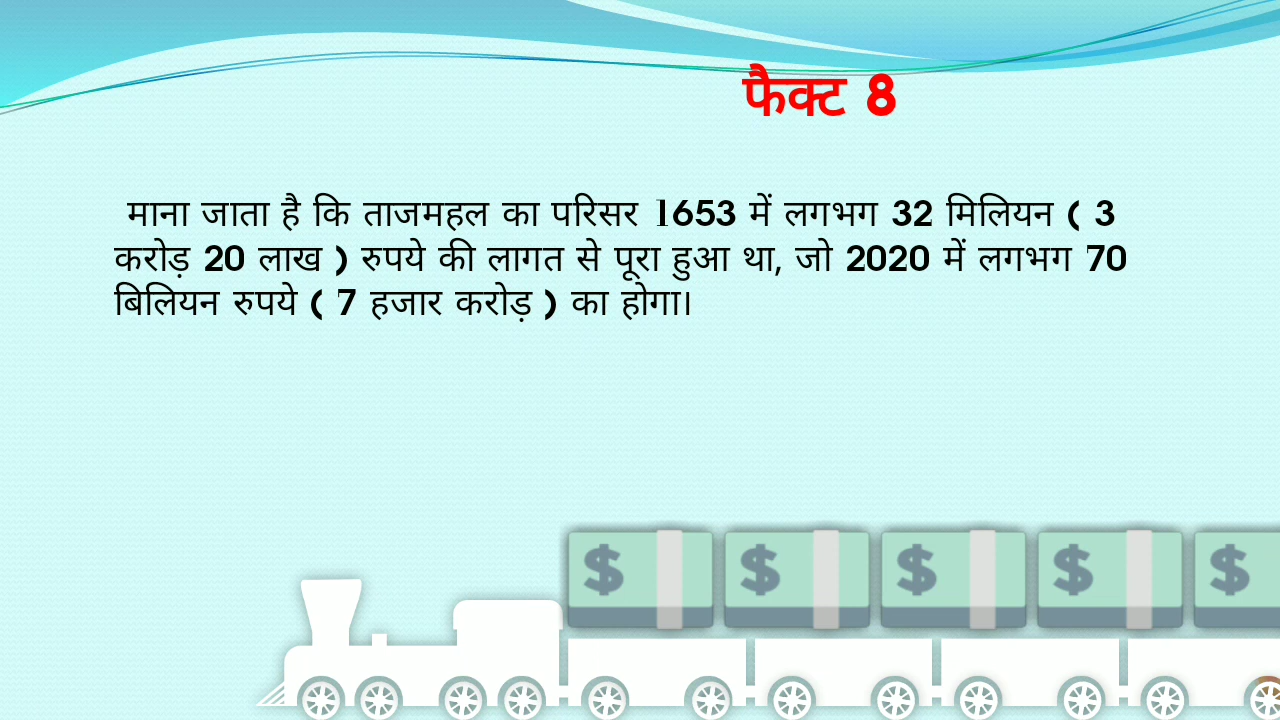 फैक्ट 8
माना जाता है कि ताजमहल का परिसर 1653 में लगभग 32 मिलियन ( 3
करोड़ 20 लाख ) रुपये की लागत से पूरा हुआ था, जो 2020 में लगभग 70
बिलियन रुपये ( 7 हजार करोड़ ) का होगा।
$ $ $ $ $